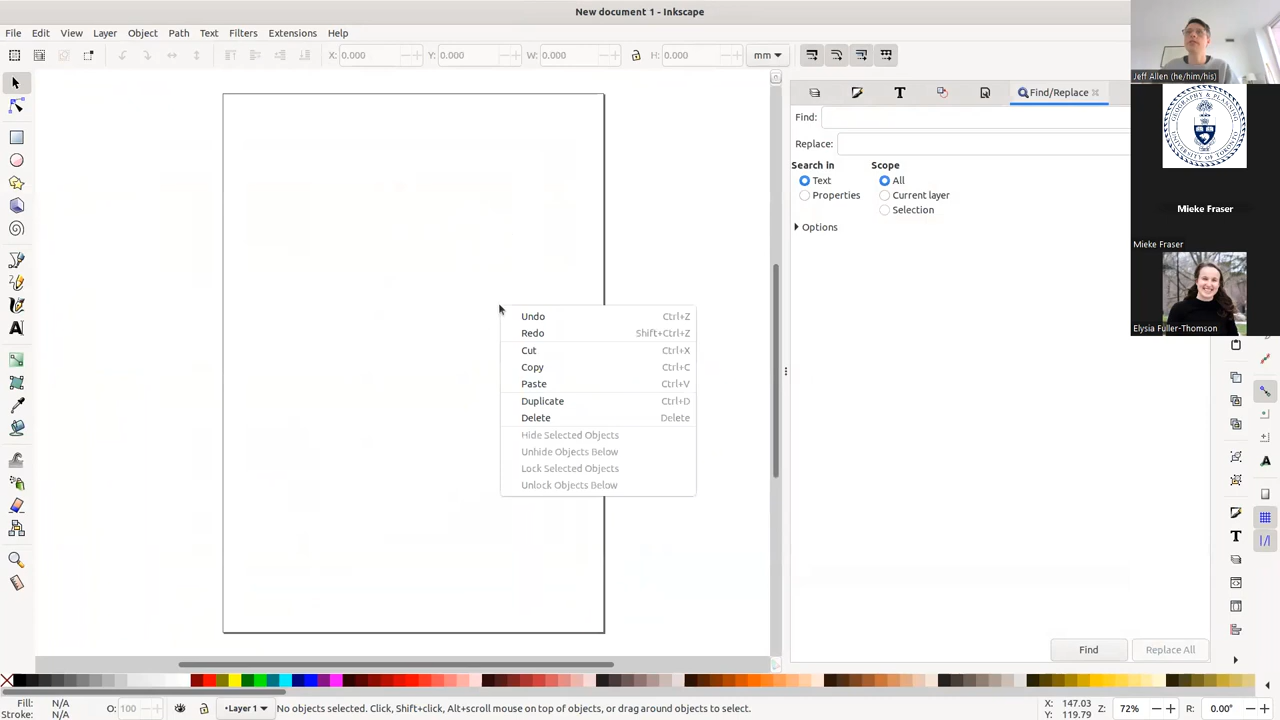 New document 1 - Inkscape
File Edit View Layer Object Path Text Filters Extensions Help
X: 0.000 Y: 0.000 W: 0.000 H: 0.000 mm
Jeff Allen (he/him/his)
Find/Replace
Find:
Replace:
Search in Scope
Text All
Properties Current layer
Selection
Options
GEOGRAPHY & PLANNING
UNIVERSITY OF TORONTO
Mieke Fraser
Mieke Fraser
Elysia Fuller-Thomson
Undo Ctrl+Z
Redo Shift+Ctrl+Z
Cut Ctrl+X
Copy Ctrl+C
Paste Ctrl+V
Duplicate Ctrl+D
Delete Delete
Hide Selected Objects
Unhide Objects Below
Lock Selected Objects
Unlock Objects Below
Find Replace All
Fill: N/A
Stroke: N/A
O: 100
•Layer 1
No objects selected. Click, Shift+click, Alt+scroll mouse on top of objects, or drag around objects to select.
X: 147.03
Y: 119.79
Z: 72% R: 0.00°